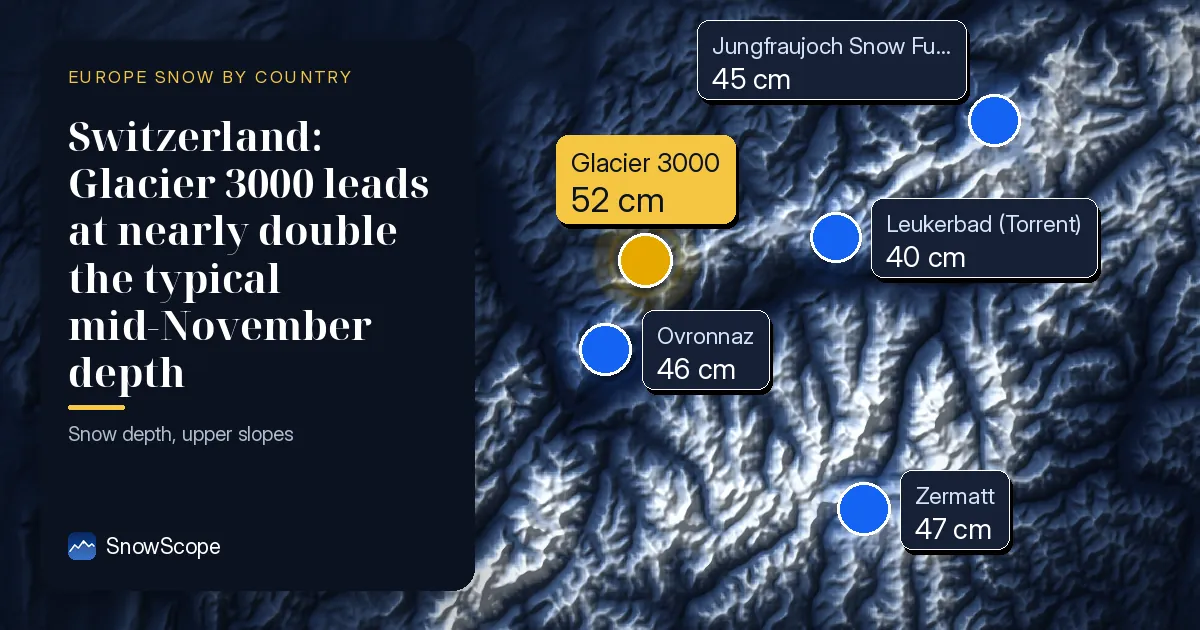 EUROPE SNOW BY COUNTRY
Switzerland:
Glacier 3000 leads
at nearly double
the typical
mid-November
depth
Snow depth, upper slopes
SnowScope
Jungfraujoch Snow Fu...
45 cm
Glacier 3000
52 cm
Leukerbad (Torrent)
40 cm
Ovronnaz
46 cm
Zermatt
47 cm